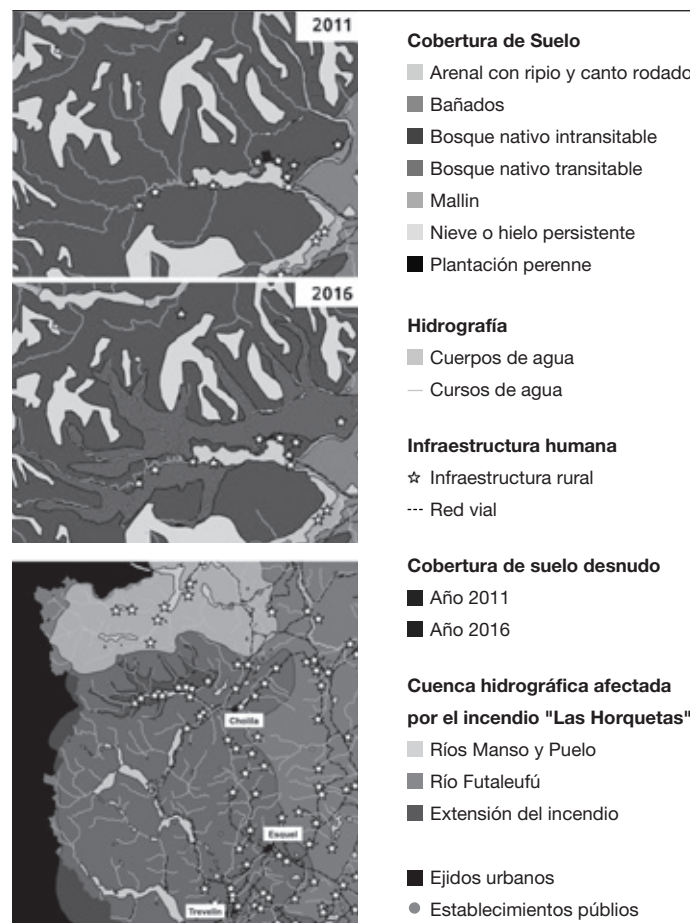 2011
2016
Cholila
Esquel
Trevelin
Cobertura de Suelo
Arenal con ripio y canto rodado
Bañados
Bosque nativo intransitable
Bosque nativo transitable
Mallin
Nieve o hielo persistente
Plantación perenne
Hidrografía
Cuerpos de agua
Cursos de agua
Infraestructura humana
Infraestructura rural
Red vial
Cobertura de suelo desnudo
Año 2011
Año 2016
Cuenca hidrográfica afectada
por el incendio "Las Horquetas"
Ríos Manso y Puelo
Río Futaleufú
Extensión del incendio
Ejidos urbanos
Establecimientos públios